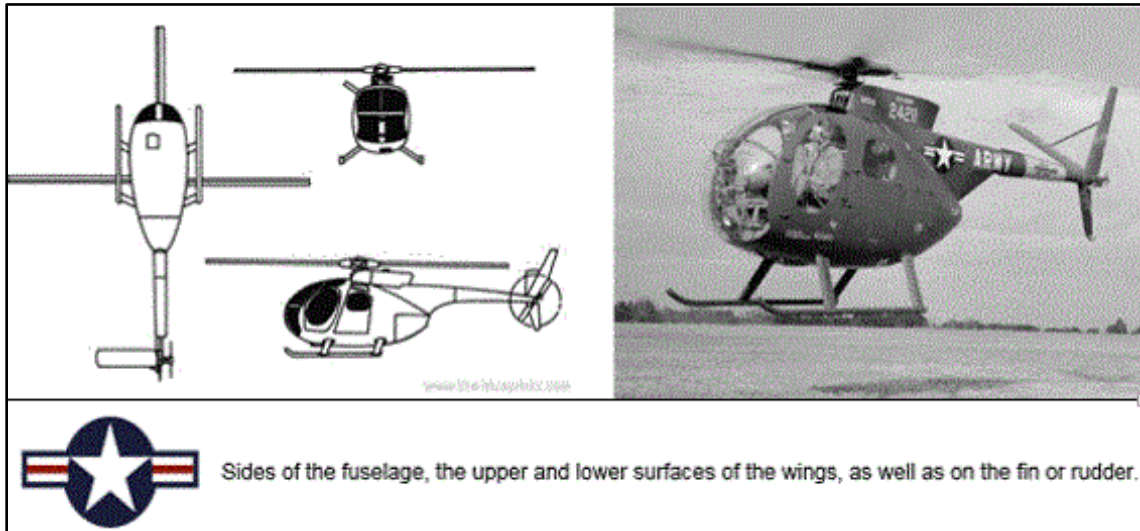 2420
ARMY
Sides of the fuselage, the upper and lower surfaces of the wings, as well as on the fin or rudder.